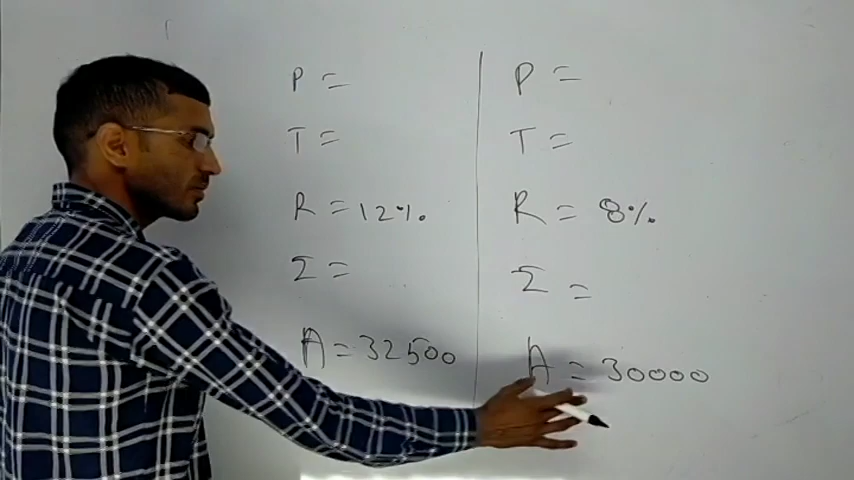 P =
T =
R = 12%.
I =
A = 32500
P =
T =
R = 8%.
I =
A = 30000